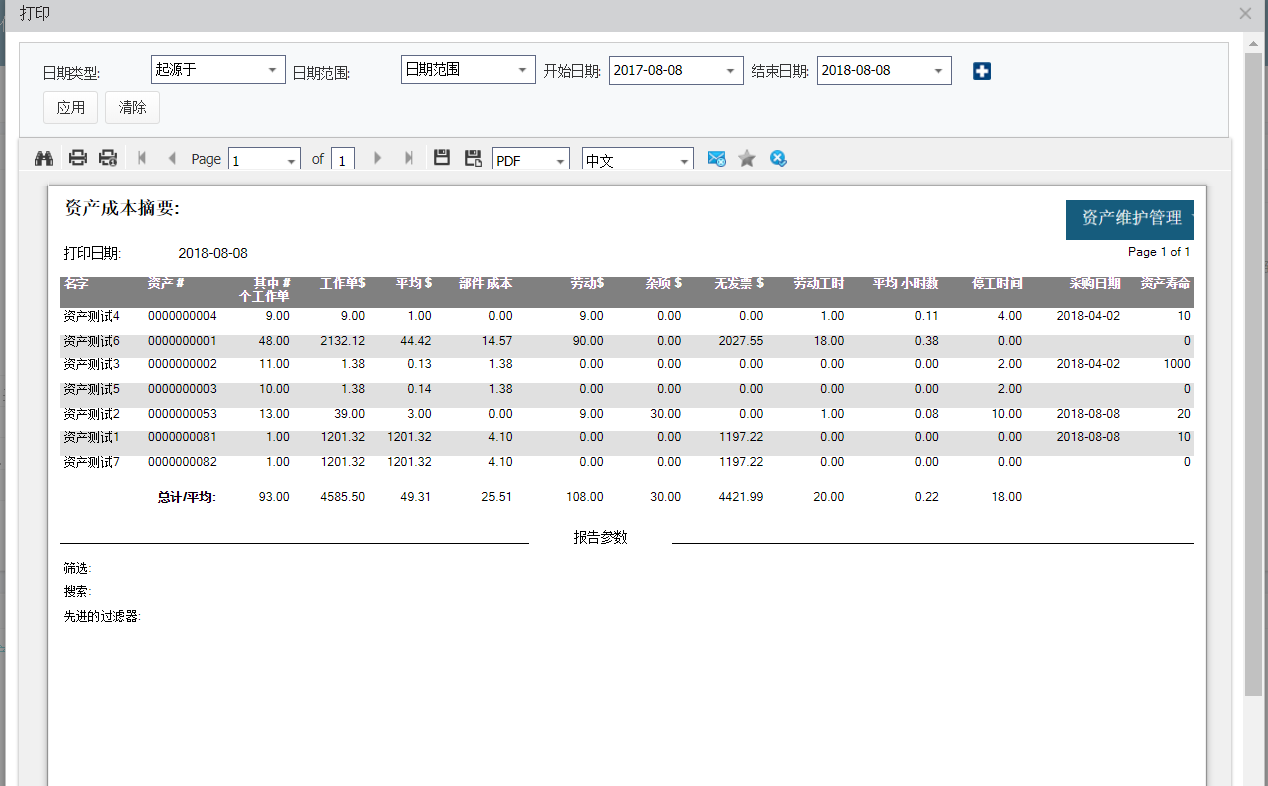 打印
日期类型: 起源于 日期范围: 日期范围 开始日期: 2017-08-08 结束日期: 2018-08-08
应用 清除
Page 1 of 1 PDF 中文
资产成本摘要:
资产维护管理
打印日期: 2018-08-08
Page 1 of 1
名字 资产 # 其中 # 工作单$ 平均 $ 部件 成本 劳动$ 杂项 $ 无发票 $ 劳动工时 平均 小时数 停工时间 采购日期 资产寿命
个工作单
资产测试4 0000000004 9.00 9.00 1.00 0.00 9.00 0.00 0.00 1.00 0.11 4.00 2018-04-02 10
资产测试6 0000000001 48.00 2132.12 44.42 14.57 90.00 0.00 2027.55 18.00 0.38 0.00 0
资产测试3 0000000002 11.00 1.38 0.13 1.38 0.00 0.00 0.00 0.00 0.00 2.00 2018-04-02 1000
资产测试5 0000000003 10.00 1.38 0.14 1.38 0.00 0.00 0.00 0.00 0.00 2.00 0
资产测试2 0000000053 13.00 39.00 3.00 0.00 9.00 30.00 0.00 1.00 0.08 10.00 2018-08-08 20
资产测试1 0000000081 1.00 1201.32 1201.32 4.10 0.00 0.00 1197.22 0.00 0.00 0.00 2018-08-08 10
资产测试7 0000000082 1.00 1201.32 1201.32 4.10 0.00 0.00 1197.22 0.00 0.00 0.00 0
总计/平均: 93.00 4585.50 49.31 25.51 108.00 30.00 4421.99 20.00 0.22 18.00
报告参数
筛选:
搜索:
先进的过滤器: